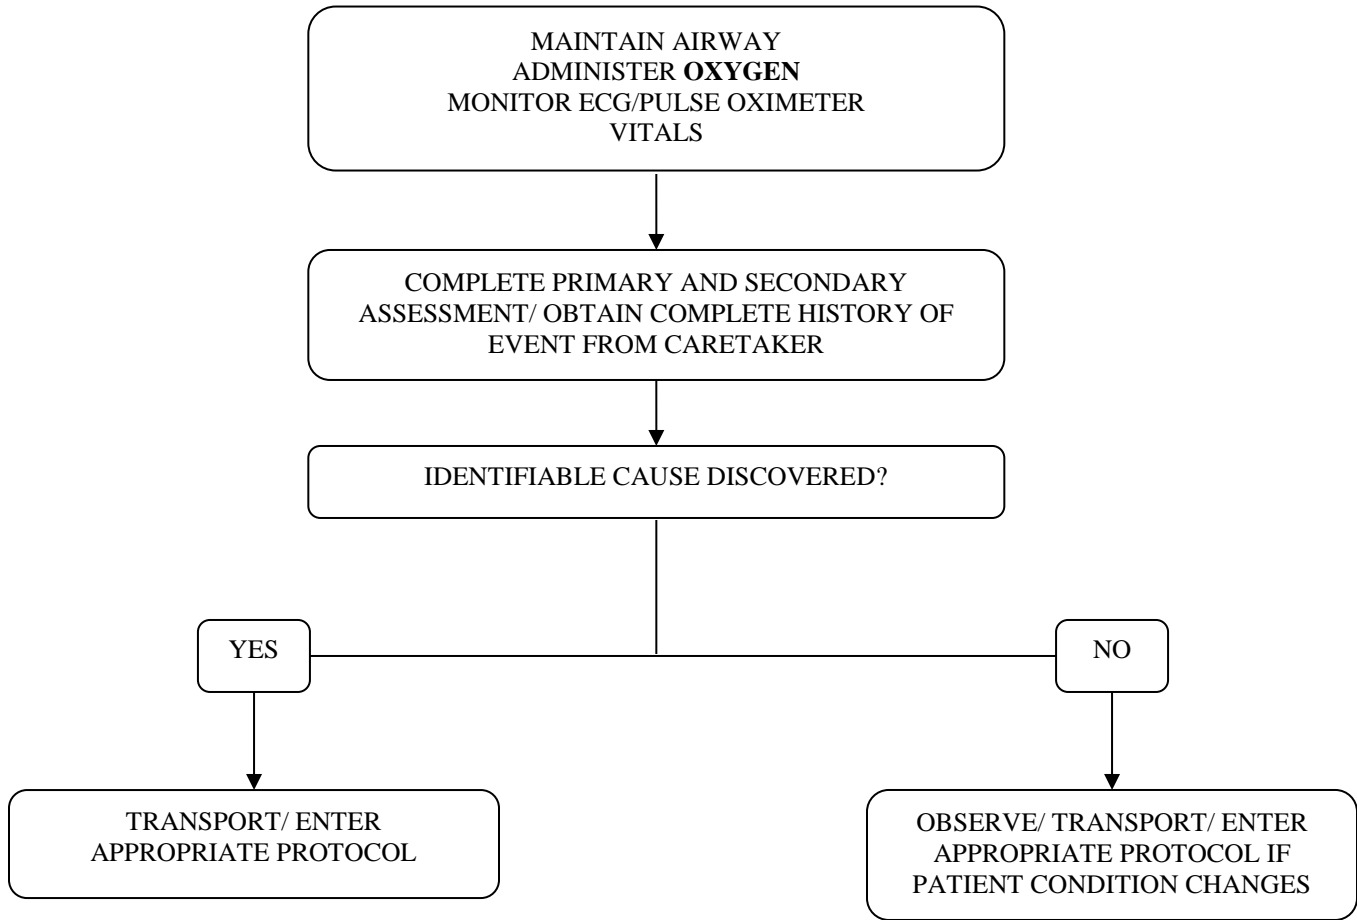 MAINTAIN AIRWAY
ADMINISTER OXYGEN
MONITOR ECG/PULSE OXIMETER
VITALS
COMPLETE PRIMARY AND SECONDARY
ASSESSMENT/ OBTAIN COMPLETE HISTORY OF
EVENT FROM CARETAKER
IDENTIFIABLE CAUSE DISCOVERED?
YES
NO
TRANSPORT/ ENTER
APPROPRIATE PROTOCOL
OBSERVE/ TRANSPORT/ ENTER
APPROPRIATE PROTOCOL IF
PATIENT CONDITION CHANGES